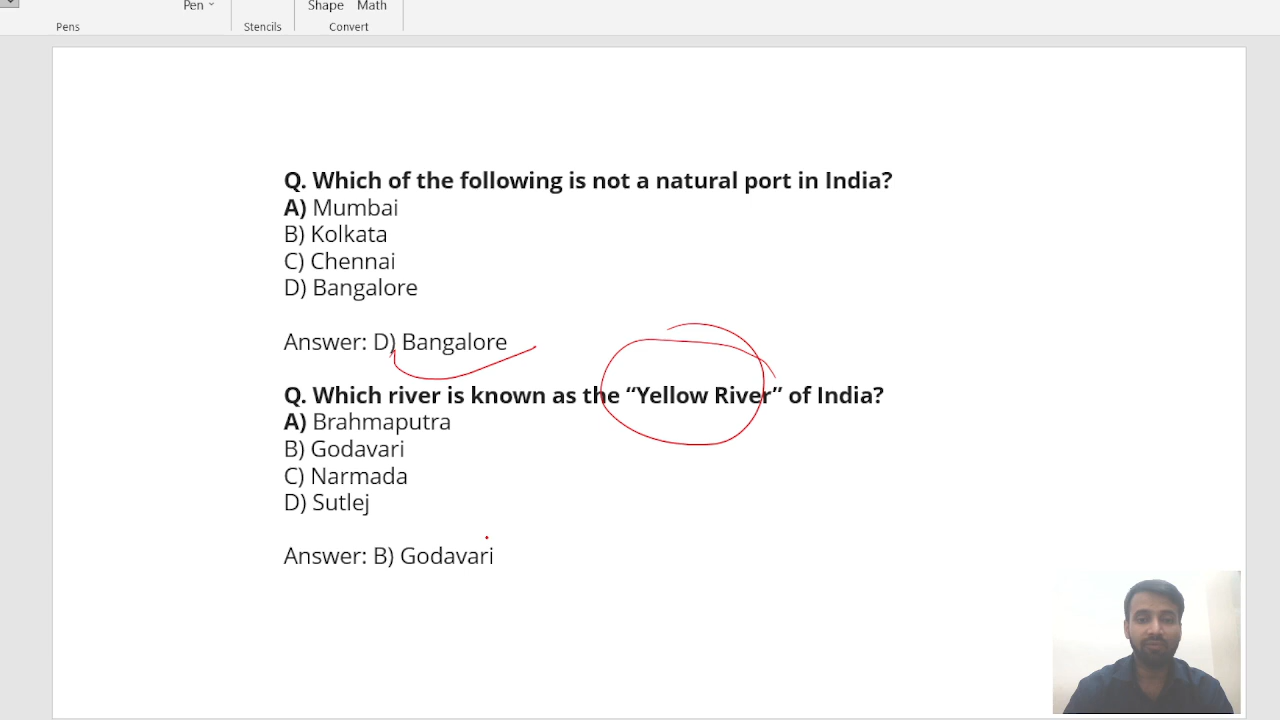 Pen
Shape Math
Pens Stencils Convert
Q. Which of the following is not a natural port in India?
A) Mumbai
B) Kolkata
C) Chennai
D) Bangalore
Answer: D) Bangalore
Q. Which river is known as the “Yellow River” of India?
A) Brahmaputra
B) Godavari
C) Narmada
D) Sutlej
Answer: B) Godavari